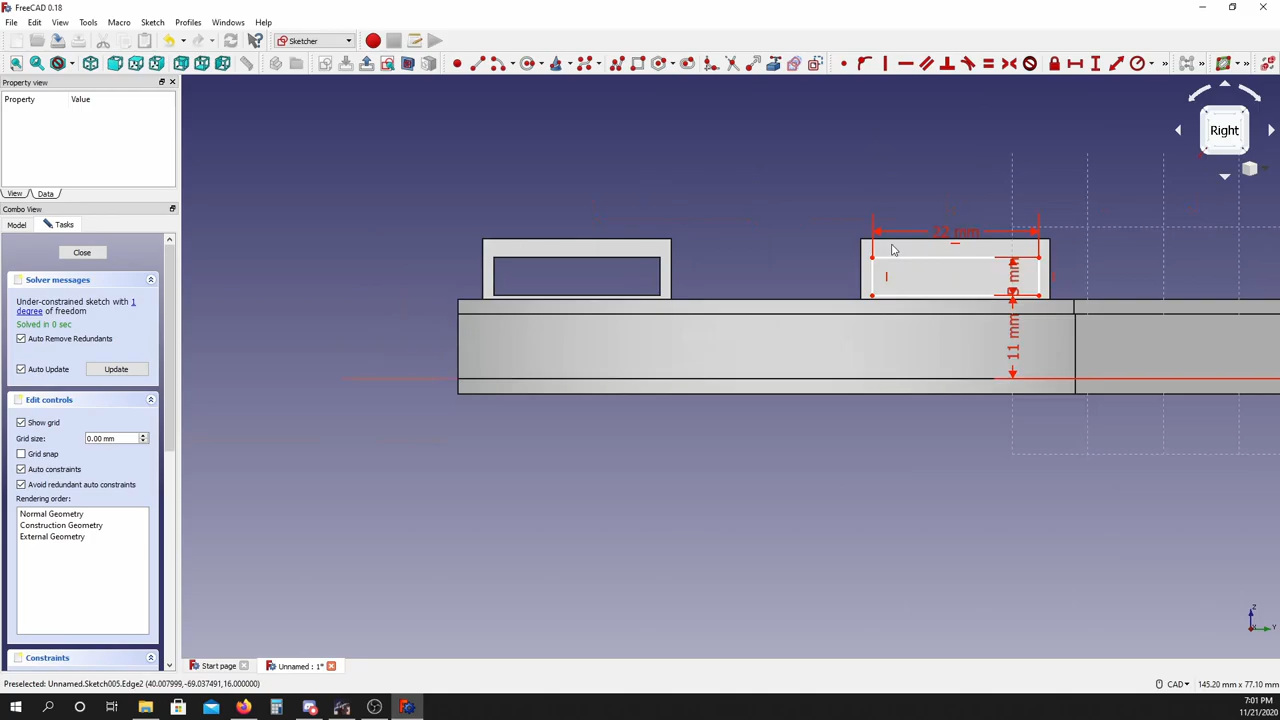 FreeCAD 0.18
File Edit View Tools Macro Sketch Profiles Windows Help
Sketcher
Property view
Property Value
View Data
Combo View
Model Tasks
Close
Solver messages
Under-constrained sketch with 1
degree of freedom
Solved in 0 sec
Auto Remove Redundants
Auto Update Update
Edit controls
Show grid
Grid size: 0.00 mm
Grid snap
Auto constraints
Avoid redundant auto constraints
Rendering order:
Normal Geometry
Construction Geometry
External Geometry
Constraints
Right
32 mm
mm
11 mm
Z
Y
Start page Unnamed : 1*
Preselected: Unnamed.Sketch005.Edge2 (40.007999,-69.037491,16.000000)
CAD 145.20 mm x 77.10 mm
7:01 PM
11/21/2020